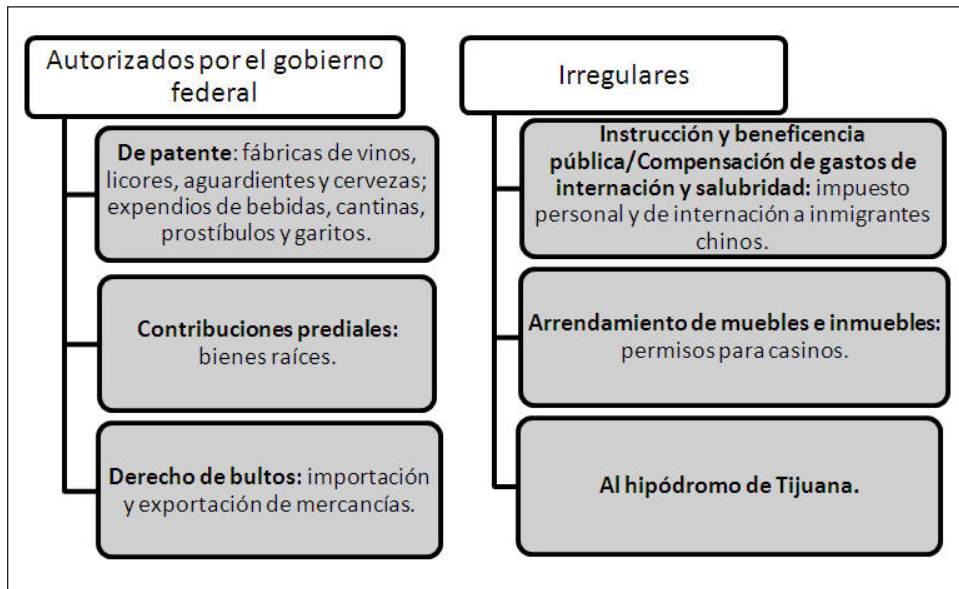 Autorizados por el gobierno
federal
De patente: fábricas de vinos,
licores, aguardientes y cervezas;
expendios de bebidas, cantinas,
prostíbulos y garitos.
Contribuciones prediales:
bienes raíces.
Derecho de bultos: importación
y exportación de mercancías.
Irregulares
Instrucción y beneficencia
pública/Compensación de gastos de
internación y salubridad: impuesto
personal y de internación a inmigrantes
chinos.
Arrendamiento de muebles e inmuebles:
permisos para casinos.
Al hipódromo de Tijuana.